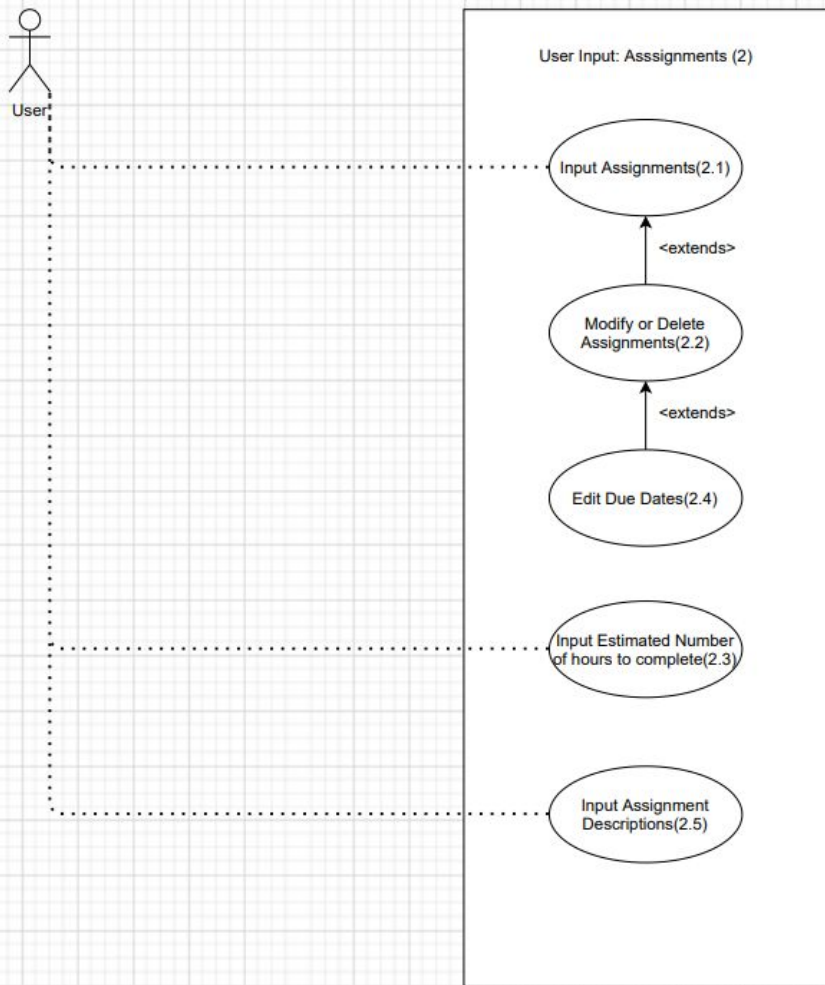 User
User Input: Asssignments (2)
Input Assignments(2.1)
<extends>
Modify or Delete
Assignments(2.2)
<extends>
Edit Due Dates(2.4)
Input Estimated Number
of hours to complete(2.3)
Input Assignment
Descriptions(2.5)